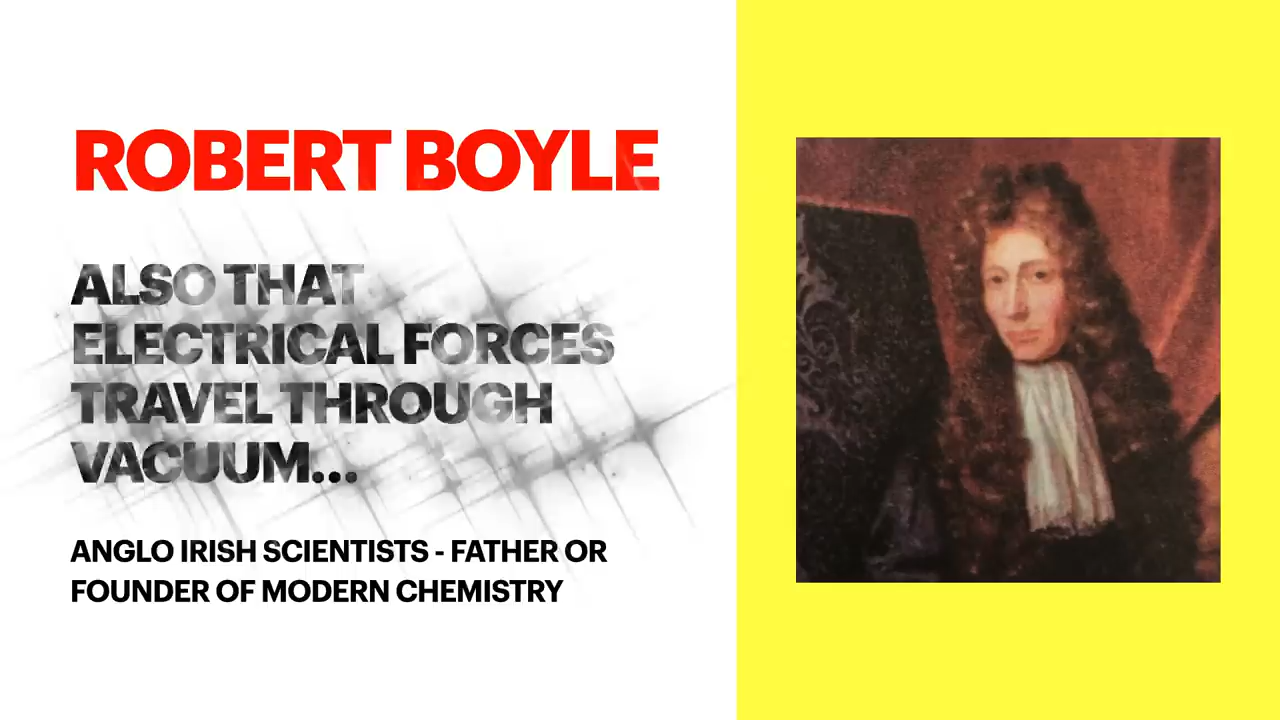 ROBERT BOYLE
ALSO THAT
ELECTRICAL FORCES
TRAVEL THROUGH
VACUUM...
ANGLO IRISH SCIENTISTS - FATHER OR
FOUNDER OF MODERN CHEMISTRY